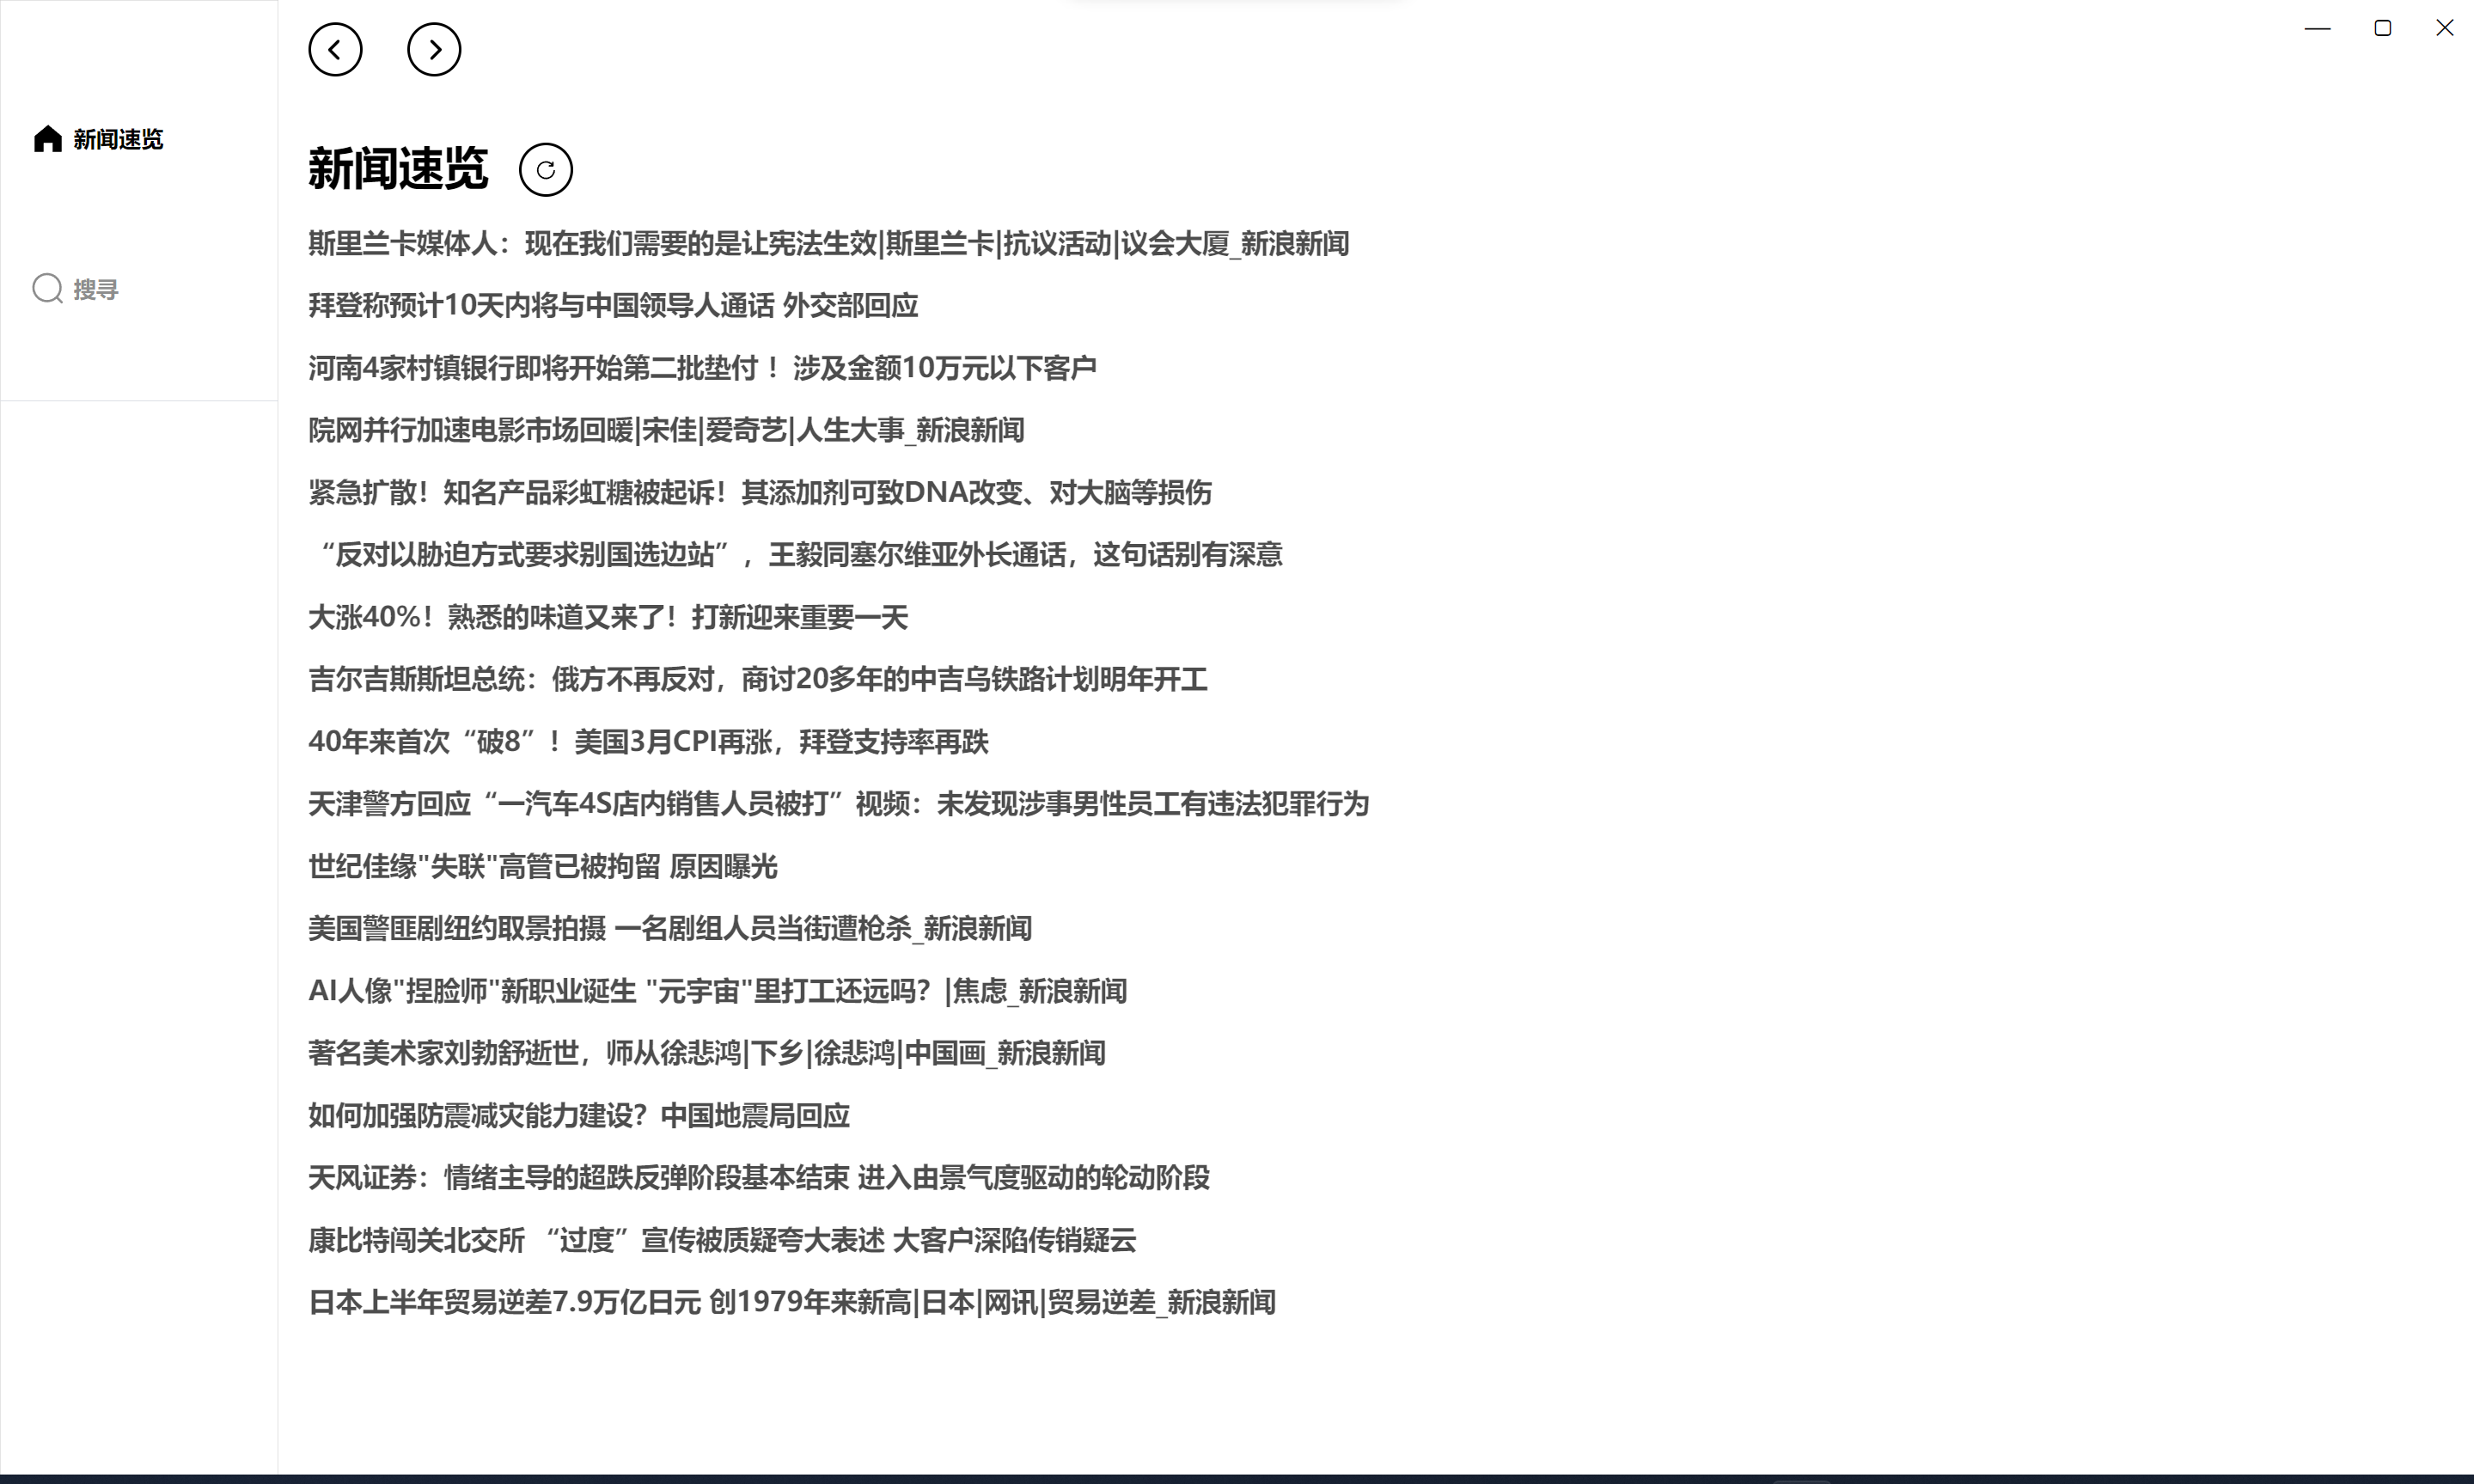 新闻速览
搜寻
新闻速览
斯里兰卡媒体人：现在我们需要的是让宪法生效|斯里兰卡|抗议活动|议会大厦_新浪新闻
拜登称预计10天内将与中国领导人通话 外交部回应
河南4家村镇银行即将开始第二批垫付 ！涉及金额10万元以下客户
院网并行加速电影市场回暖|宋佳|爱奇艺|人生大事_新浪新闻
紧急扩散！知名产品彩虹糖被起诉！其添加剂可致DNA改变、对大脑等损伤
“反对以胁迫方式要求别国选边站”，王毅同塞尔维亚外长通话，这句话别有深意
大涨40%！熟悉的味道又来了！打新迎来重要一天
吉尔吉斯斯坦总统：俄方不再反对，商讨20多年的中吉乌铁路计划明年开工
40年来首次“破8”！美国3月CPI再涨，拜登支持率再跌
天津警方回应“一汽车4S店内销售人员被打”视频：未发现涉事男性员工有违法犯罪行为
世纪佳缘"失联"高管已被拘留 原因曝光
美国警匪剧纽约取景拍摄 一名剧组人员当街遭枪杀_新浪新闻
AI人像"捏脸师"新职业诞生 "元宇宙"里打工还远吗？|焦虑_新浪新闻
著名美术家刘勃舒逝世，师从徐悲鸿|下乡|徐悲鸿|中国画_新浪新闻
如何加强防震减灾能力建设？中国地震局回应
天风证券：情绪主导的超跌反弹阶段基本结束 进入由景气度驱动的轮动阶段
康比特闯关北交所 “过度”宣传被质疑夸大表述 大客户深陷传销疑云
日本上半年贸易逆差7.9万亿日元 创1979年来新高|日本|网讯|贸易逆差_新浪新闻